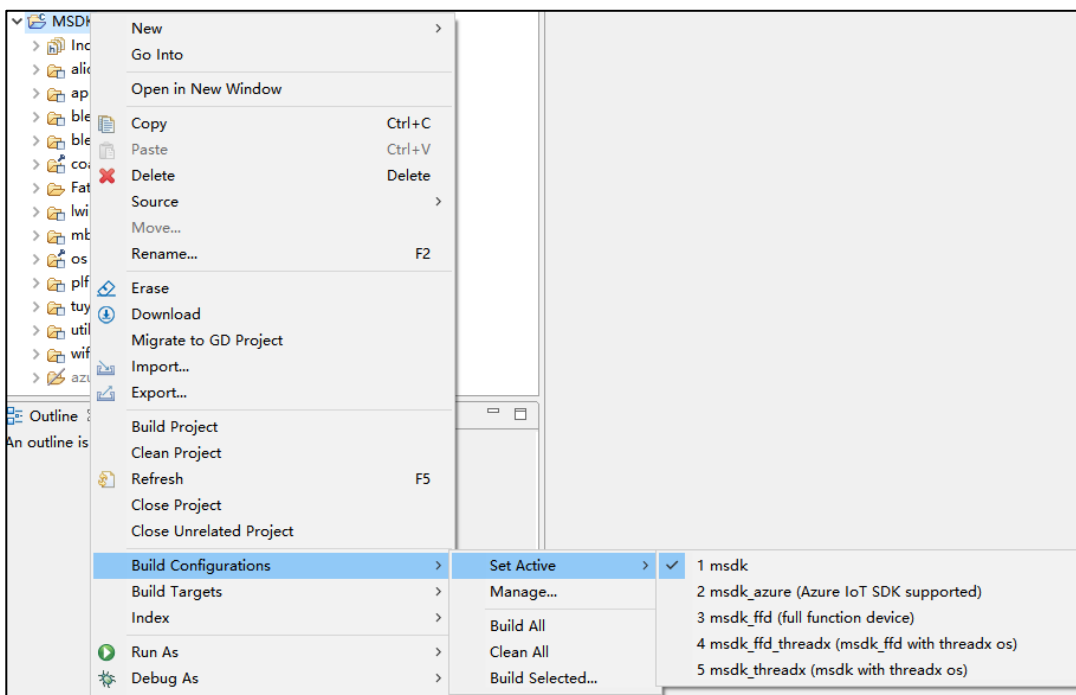 MSDK
New
Inc
Go Into
alic
ap
Open in New Window
ble
Copy Ctrl+C
ble
Paste Ctrl+V
co
Delete Delete
Fat
Source
lwi
Move...
mb
Rename... F2
os
plf
Erase
tuy
Download
util
Migrate to GD Project
wif
Import...
azu
Export...
Outline
Build Project
An outline is
Clean Project
Refresh F5
Close Project
Close Unrelated Project
Build Configurations Set Active 1 msdk
Build Targets Manage... 2 msdk_azure (Azure IoT SDK supported)
Index 3 msdk_ffd (full function device)
Build All
4 msdk_ffd_threadx (msdk_ffd with threadx os)
Run As Clean All
5 msdk_threadx (msdk with threadx os)
Debug As Build Selected...